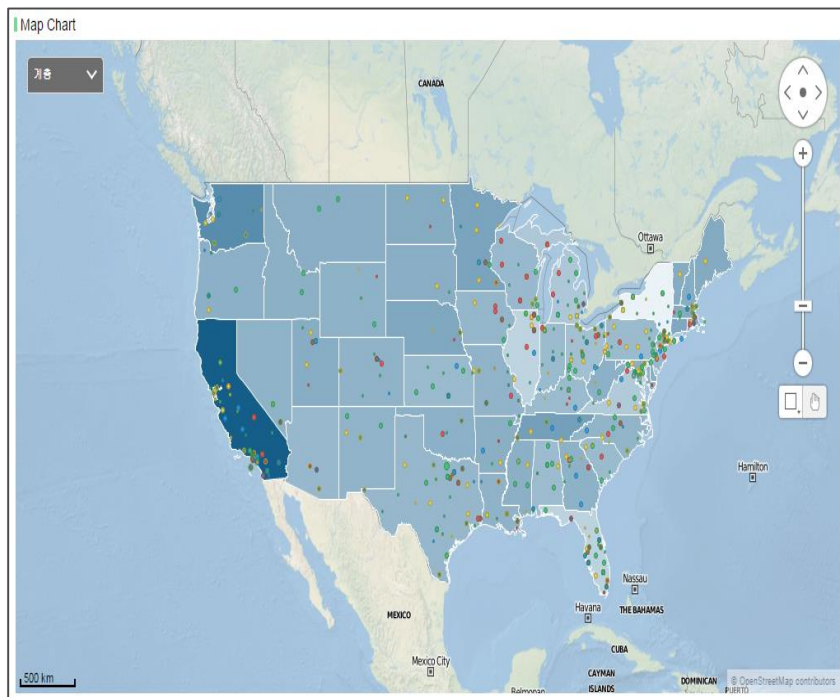 Map Chart
계층
CANADA
+
Ottawa
−
Hamilton
Nassau
Havana
THE BAHAMAS
MEXICO
CUBA
Mexico City
CAYMAN
ISLANDS
DOMINICAN
500 km
© OpenStreetMap contributors